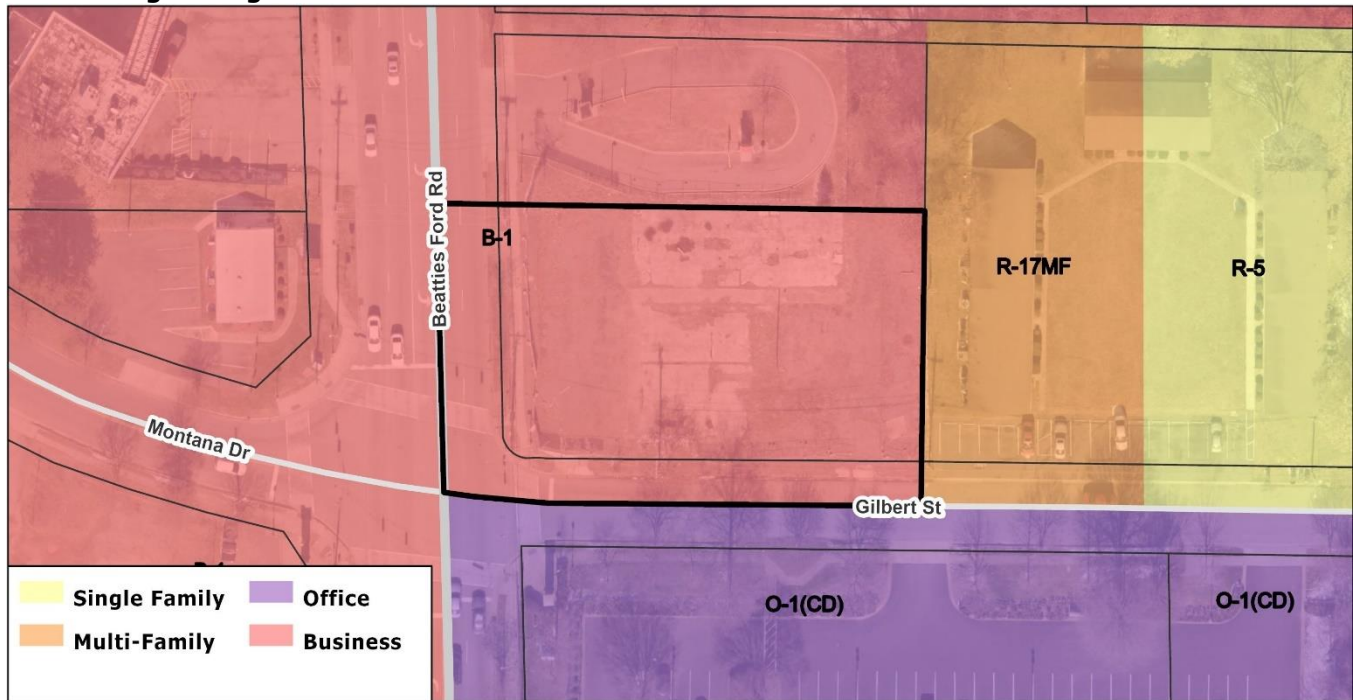 Beatties Ford Rd
B-1
R-17MF
R-5
Montana Dr
Gilbert St
O-1(CD)
O-1(CD)
Single Family
Office
Multi-Family
Business